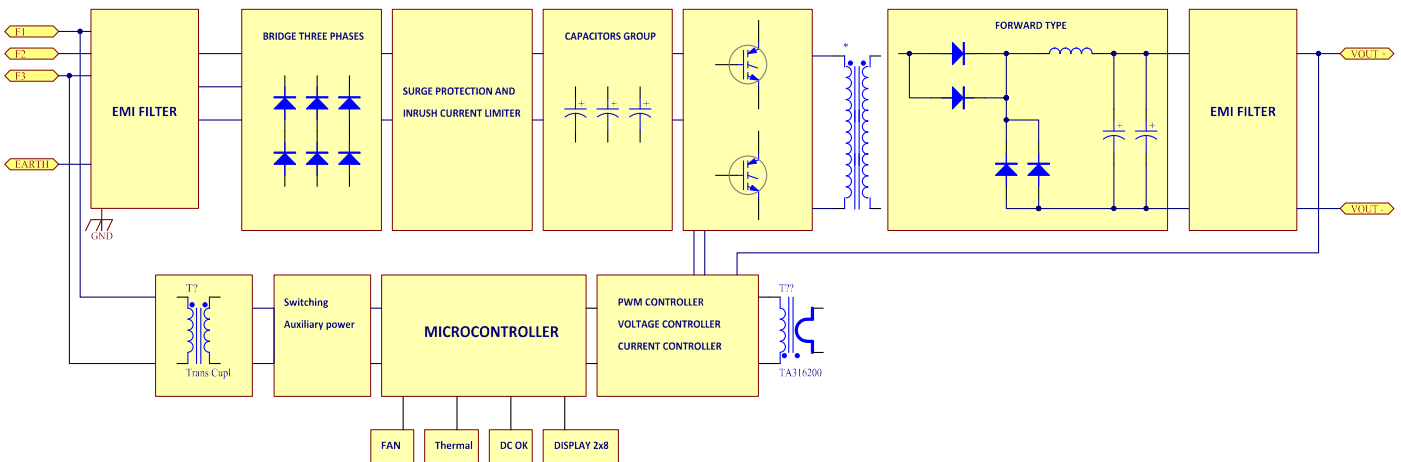 F1
F2
F3
EARTH
EMI FILTER
GND
BRIDGE THREE PHASES
SURGE PROTECTION AND
INRUSH CURRENT LIMITER
CAPACITORS GROUP
+
+
+
*
FORWARD TYPE
+
+
EMI FILTER
VOUT +
VOUT -
T?
Trans Cupl
Switching
Auxiliary power
MICROCONTROLLER
PWM CONTROLLER
VOLTAGE CONTROLLER
CURRENT CONTROLLER
T??
TA316200
FAN
Thermal
DC OK
DISPLAY 2x8